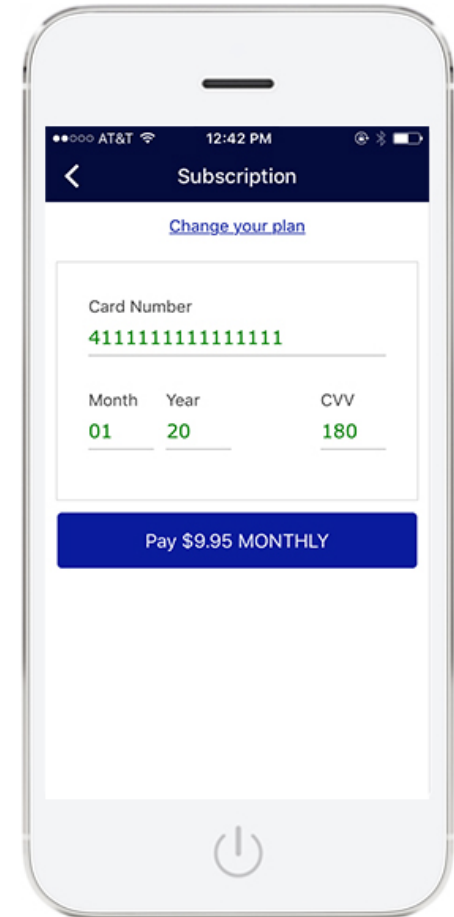 AT&T 12:42 PM
Subscription
Change your plan
Card Number
4111111111111111
Month Year CVV
01 20 180
Pay $9.95 MONTHLY